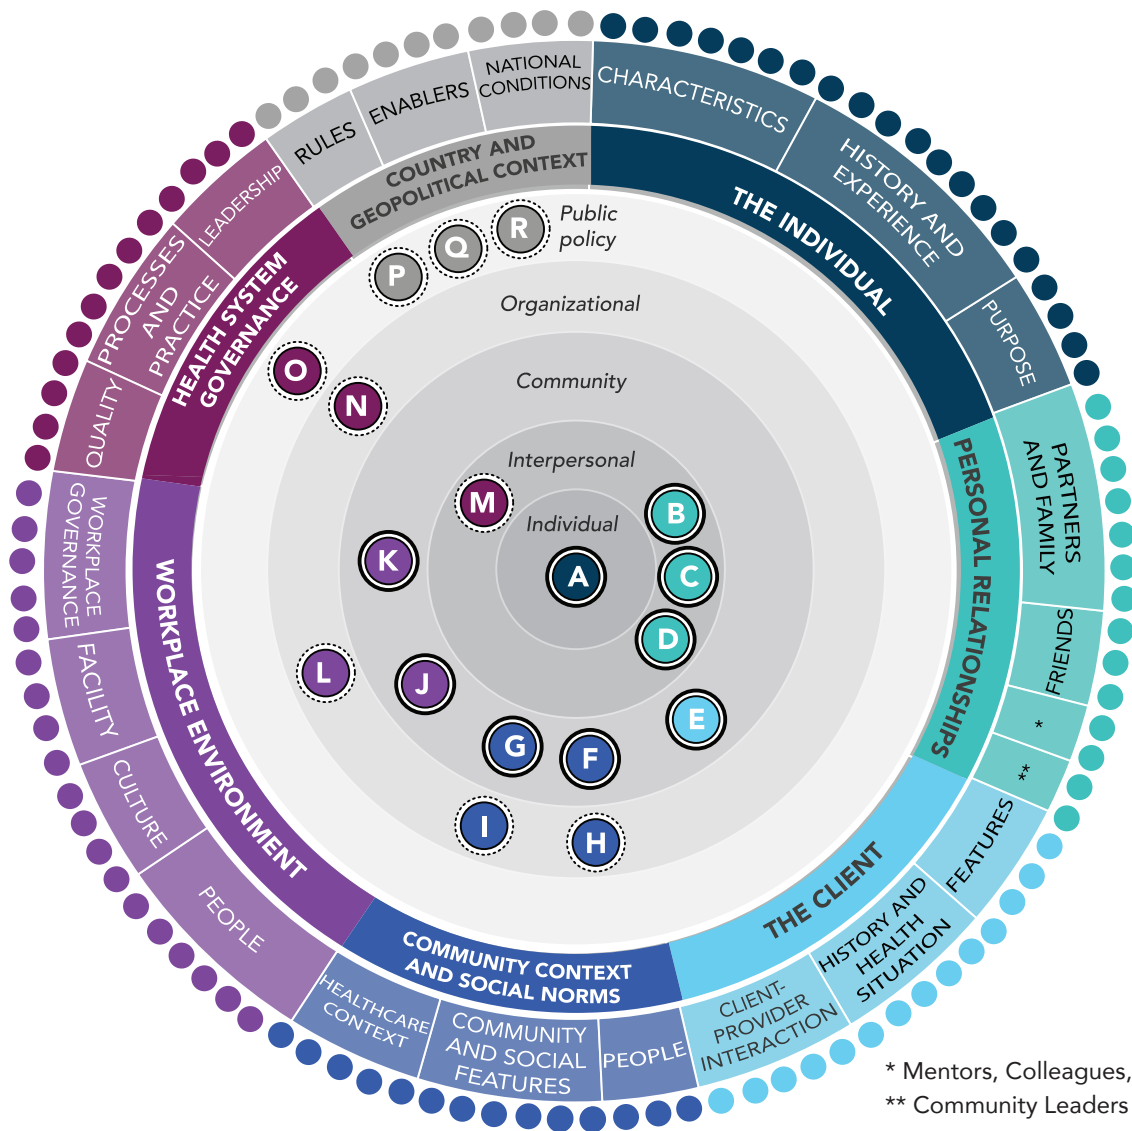 NATIONAL
CONDITIONS
ENABLERS
RULES
COUNTRY AND
GEOPOLITICAL CONTEXT
CHARACTERISTICS
HISTORY AND
EXPERIENCE
PURPOSE
THE INDIVIDUAL
PARTNERS
AND FAMILY
FRIENDS
*
**
PERSONAL RELATIONSHIPS
FEATURES
HISTORY AND
HEALTH
SITUATION
CLIENT-
PROVIDER
INTERACTION
THE CLIENT
PEOPLE
COMMUNITY
AND SOCIAL
FEATURES
HEALTHCARE
CONTEXT
COMMUNITY CONTEXT
AND SOCIAL NORMS
PEOPLE
CULTURE
FACILITY
WORKPLACE
GOVERNANCE
WORKPLACE ENVIRONMENT
QUALITY
PROCESSES
AND
PRACTICE
LEADERSHIP
HEALTH SYSTEM
GOVERNANCE
Public
policy
Organizational
Community
Interpersonal
Individual
R
Q
P
O
N
M
B
A
C
K
D
L
J
E
G
F
I
H
* Mentors, Colleagues,
** Community Leaders